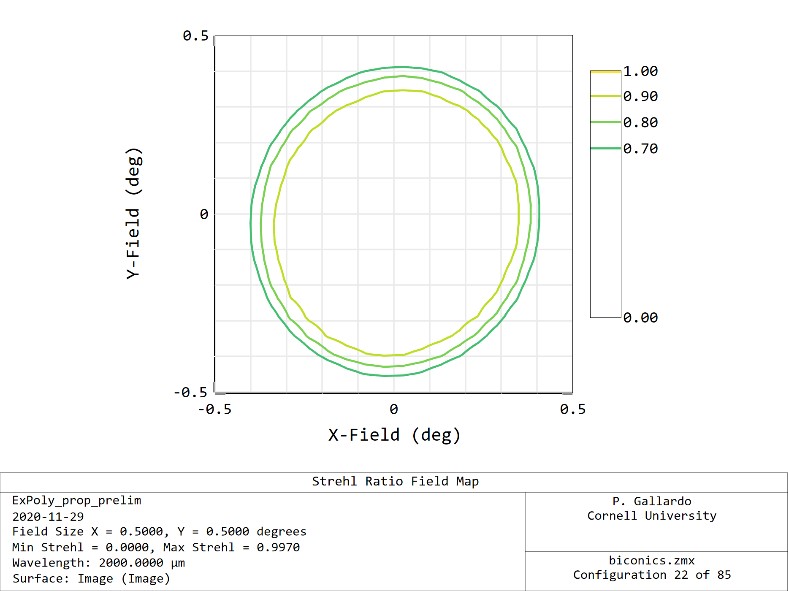 0.5
0
-0.5
Y-Field (deg)
-0.5
0
0.5
X-Field (deg)
1.00
0.90
0.80
0.70
0.00
Strehl Ratio Field Map
ExPoly_prop_prelim
2020-11-29
Field Size X = 0.5000, Y = 0.5000 degrees
Min Strehl = 0.0000, Max Strehl = 0.9970
Wavelength: 2000.0000 µm
Surface: Image (Image)
P. Gallardo
Cornell University
biconics.zmx
Configuration 22 of 85